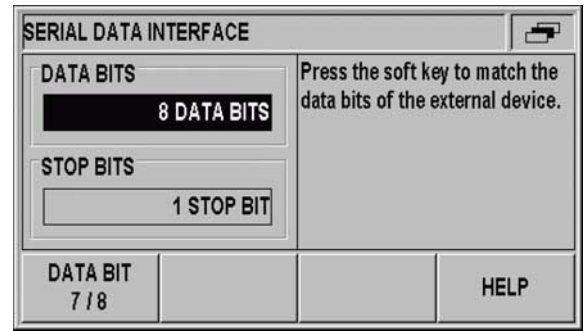 SERIAL DATA INTERFACE
DATA BITS
8 DATA BITS
STOP BITS
1 STOP BIT
Press the soft key to match the
data bits of the external device.
DATA BIT
7 / 8
HELP